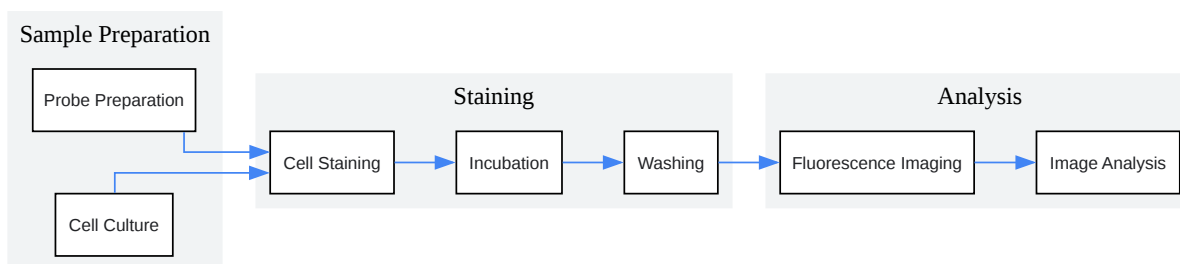 Sample Preparation
Probe Preparation
Cell Culture
Staining
Cell Staining
Incubation
Washing
Analysis
Fluorescence Imaging
Image Analysis